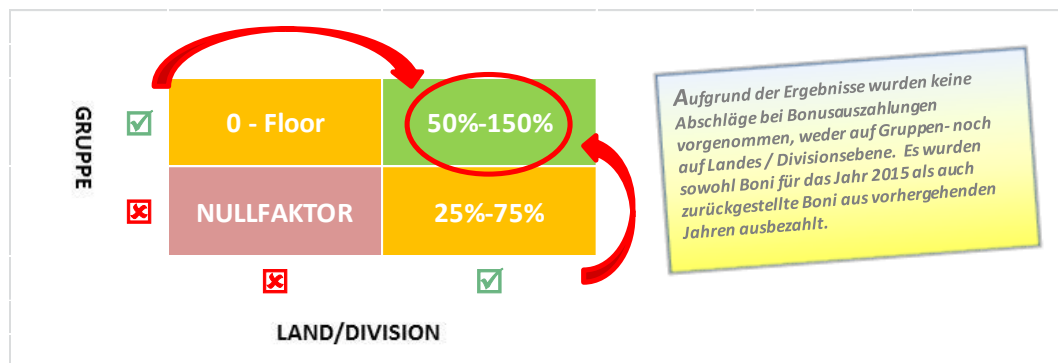 GRUPPE
0 - Floor
50%-150%
NULLFAKTOR
25%-75%
LAND/DIVISION
Aufgrund der Ergebnisse wurden keine
Abschläge bei Bonusauszahlungen
vorgenommen, weder auf Gruppen- noch
auf Landes / Divisionsebene. Es wurden
sowohl Boni für das Jahr 2015 als auch
zurückgestellte Boni aus vorhergehenden
Jahren ausbezahlt.